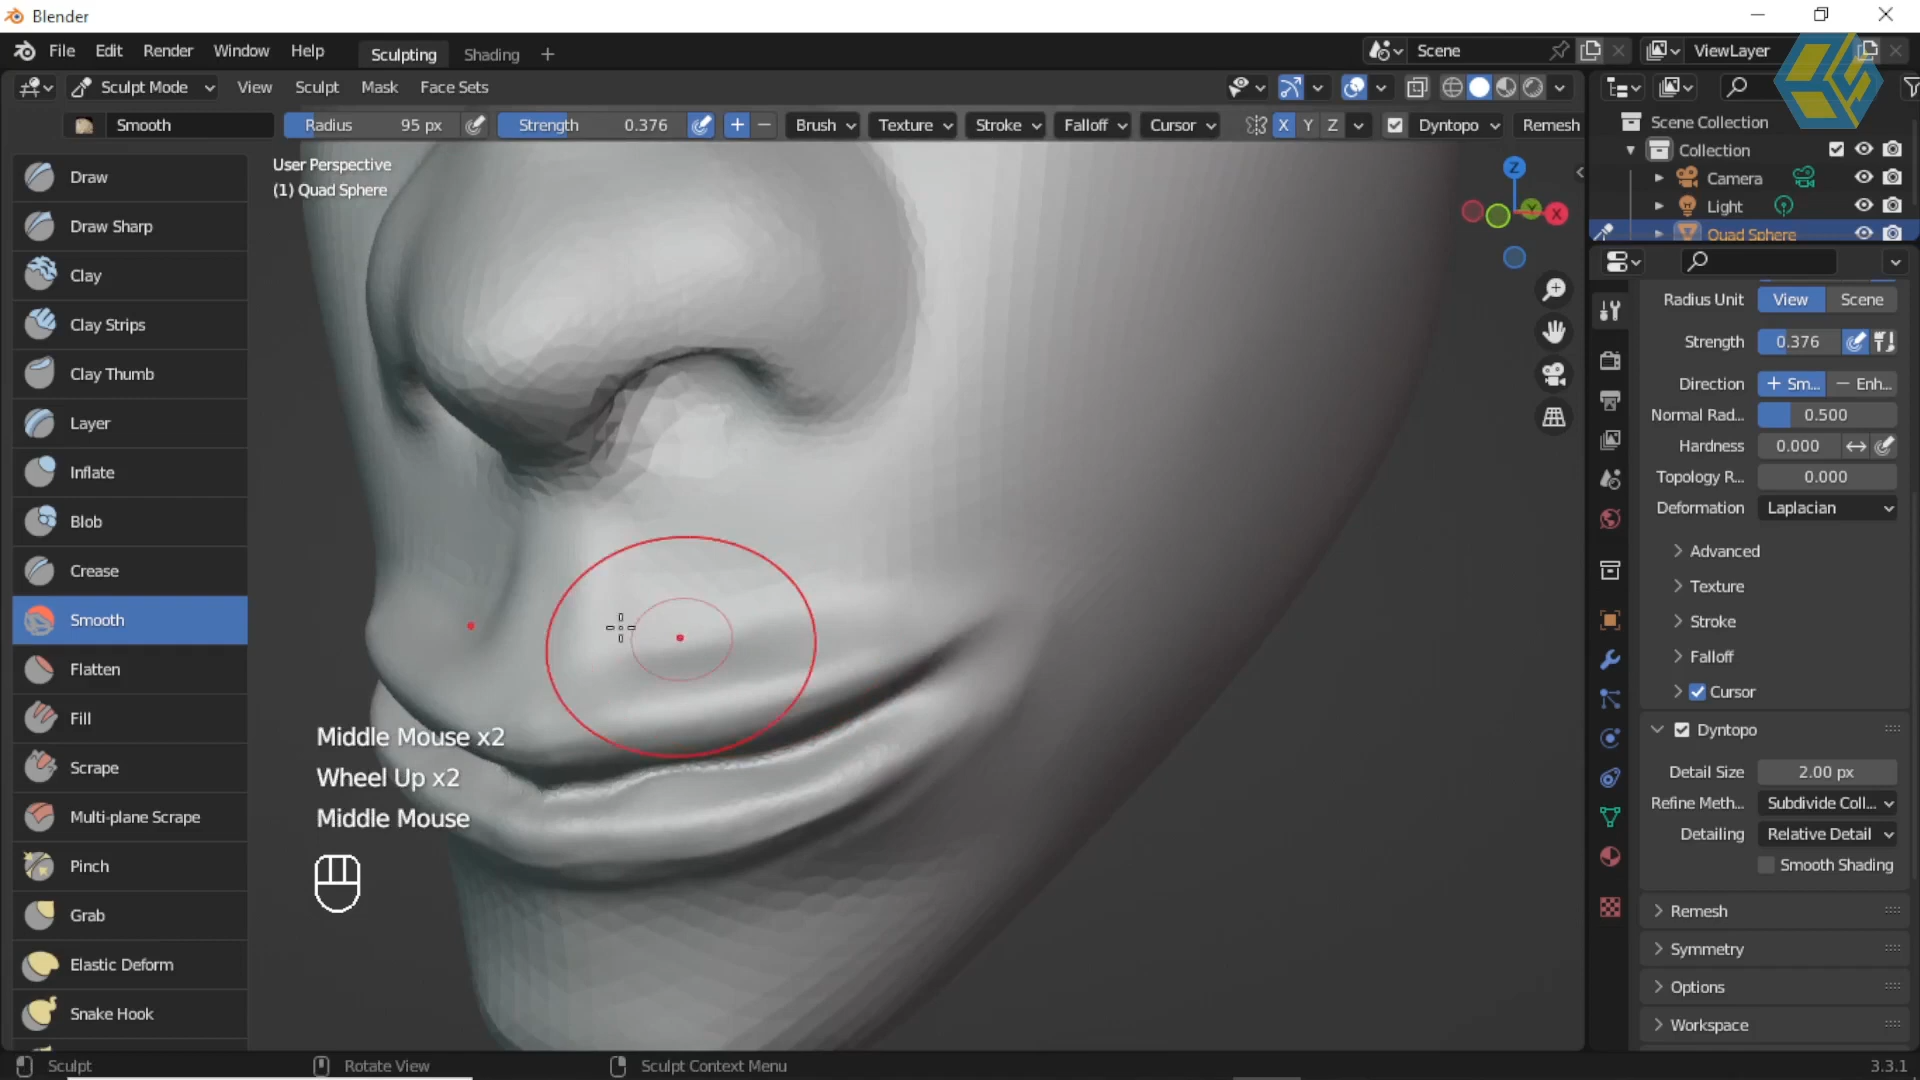 Blender
File Edit Render Window Help Sculpting Shading + Scene ViewLayer
Sculpt Mode View Sculpt Mask Face Sets
Smooth Radius 95 px Strength 0.376 Brush Texture Stroke Falloff Cursor X Y Z Dyntopo Remesh
User Perspective
(1) Quad Sphere
Draw
Draw Sharp
Clay
Clay Strips
Clay Thumb
Layer
Inflate
Blob
Crease
Smooth
Flatten
Fill
Scrape
Multi-plane Scrape
Pinch
Grab
Elastic Deform
Snake Hook
Middle Mouse x2
Wheel Up x2
Middle Mouse
Z
Y
X
Scene Collection
Collection
Camera
Light
Quad Sphere
Radius Unit View Scene
Strength 0.376
Direction + Sm... − Enh...
Normal Rad... 0.500
Hardness 0.000
Topology R... 0.000
Deformation Laplacian
Advanced
Texture
Stroke
Falloff
Cursor
Dyntopo
Detail Size 2.00 px
Refine Meth... Subdivide Coll...
Detailing Relative Detail
Smooth Shading
Remesh
Symmetry
Options
Workspace
Sculpt Rotate View Sculpt Context Menu 3.3.1